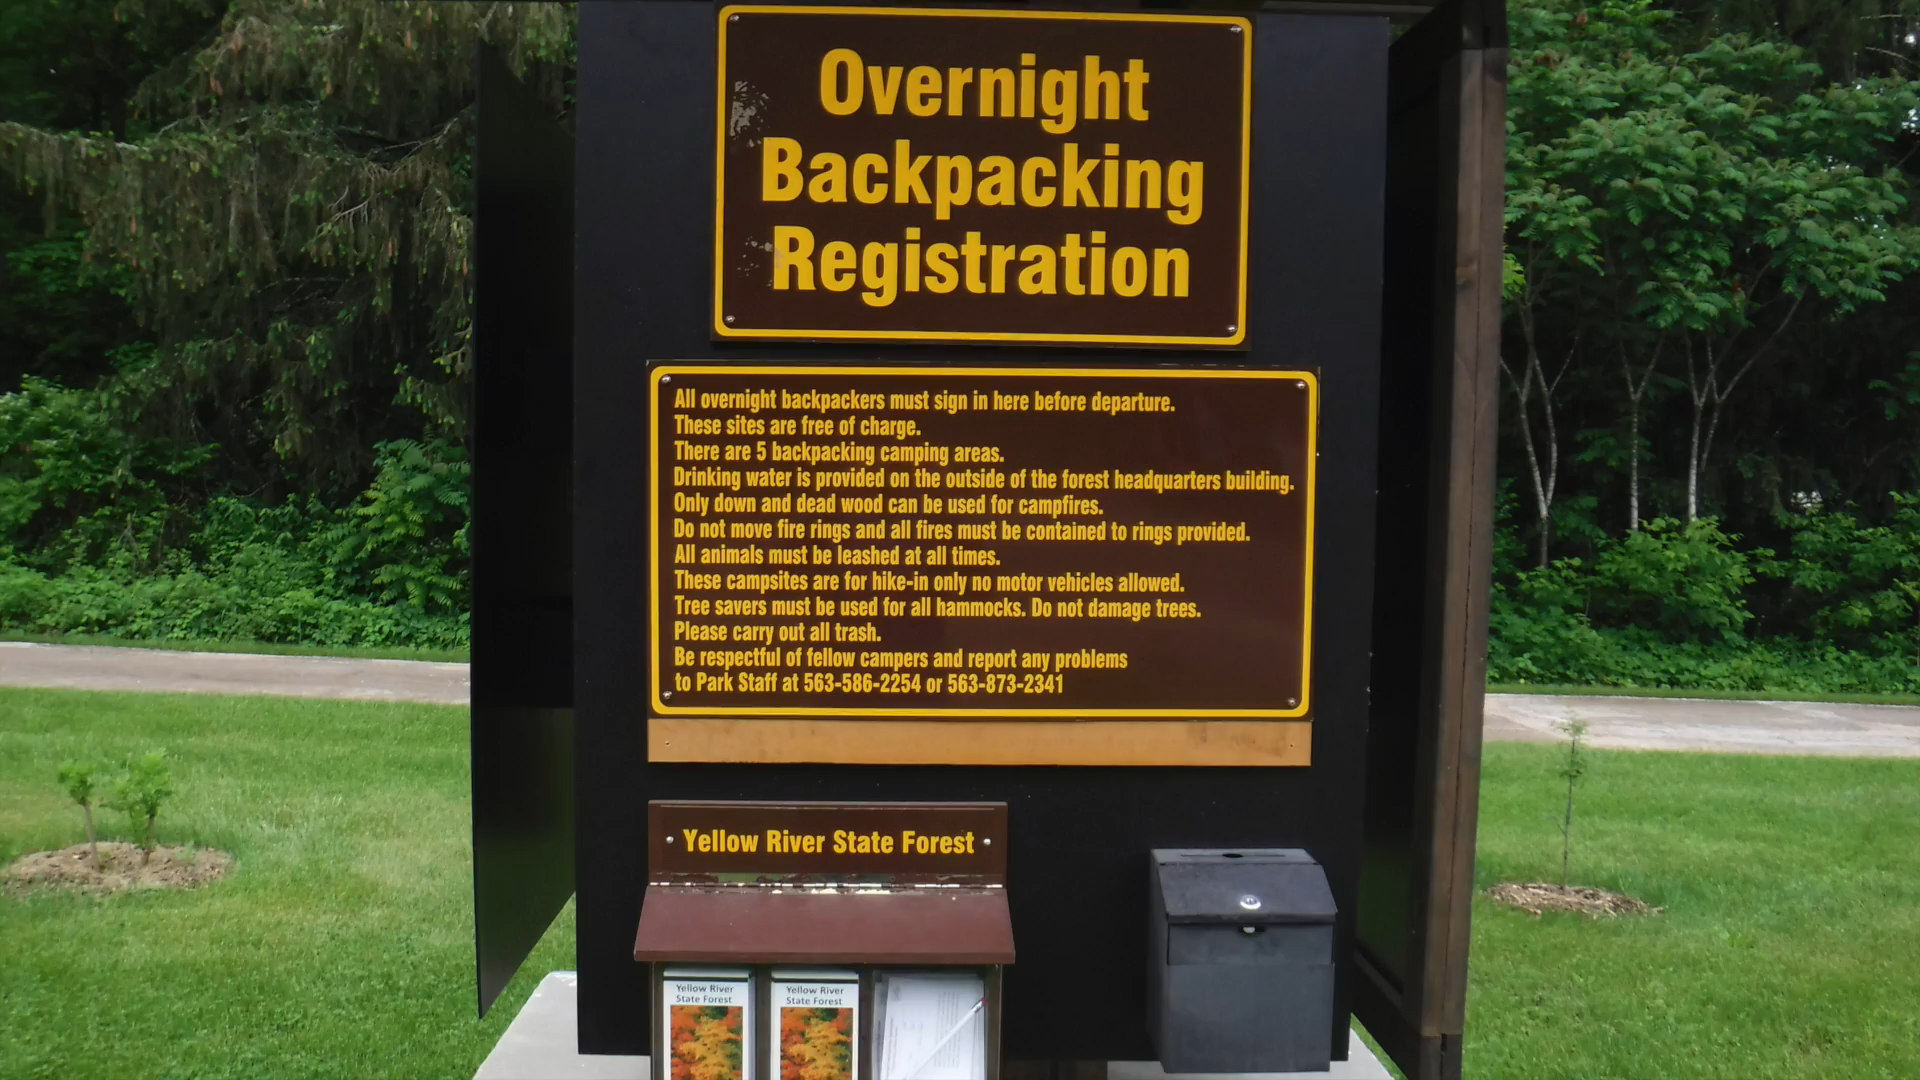 Overnight
Backpacking
Registration
All overnight backpackers must sign in here before departure.
These sites are free of charge.
There are 5 backpacking camping areas.
Drinking water is provided on the outside of the forest headquarters building.
Only down and dead wood can be used for campfires.
Do not move fire rings and all fires must be contained to rings provided.
All animals must be leashed at all times.
These campsites are for hike-in only no motor vehicles allowed.
Tree savers must be used for all hammocks. Do not damage trees.
Please carry out all trash.
Be respectful of fellow campers and report any problems
to Park Staff at 563-586-2254 or 563-873-2341
Yellow River State Forest
Yellow River
State Forest
Yellow River
State Forest